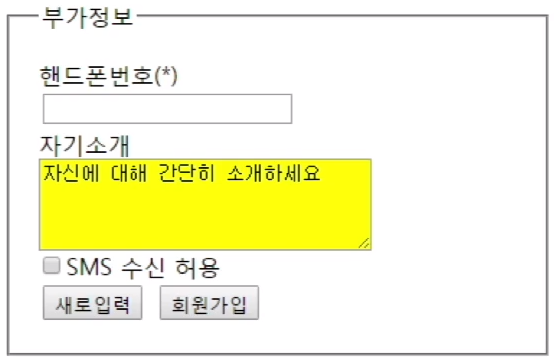 부가정보
핸드폰번호(*)
자기소개
자신에 대해 간단히 소개하세요
SMS 수신 허용
새로입력 회원가입